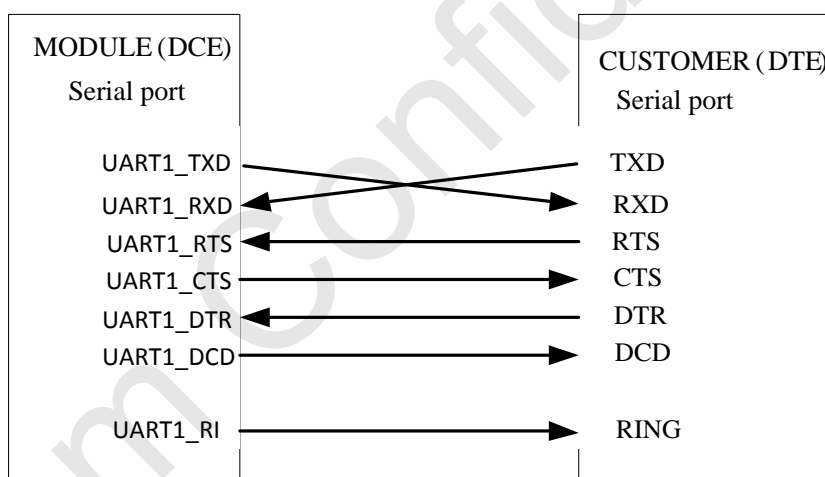 MODULE (DCE)
Serial port
CUSTOMER ( DTE)
Serial port
UART1_TXD
TXD
UART1_RXD
RXD
UART1_RTS
RTS
UART1_CTS
CTS
UART1_DTR
DTR
UART1_DCD
DCD
UART1_RI
RING
m Confid